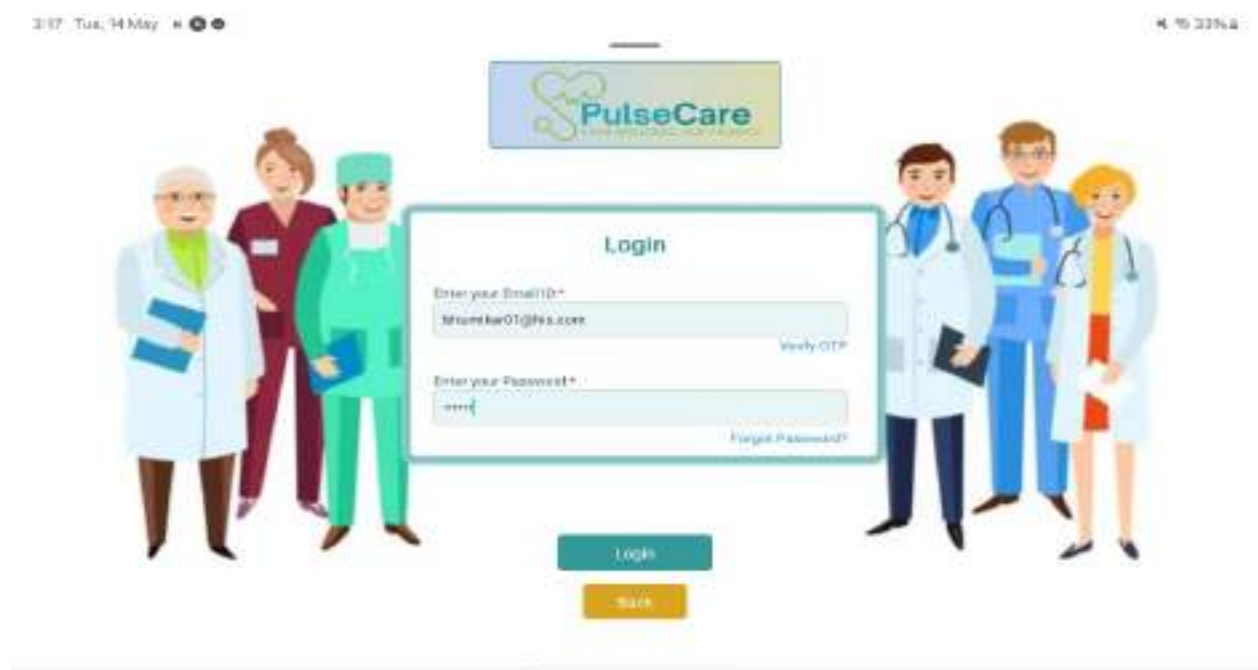 3:17 Tue, 14 May
33%
PulseCare
Login
Enter your Email ID:*
Verify OTP
Enter your Password*
Forgot Password?
Login
Back